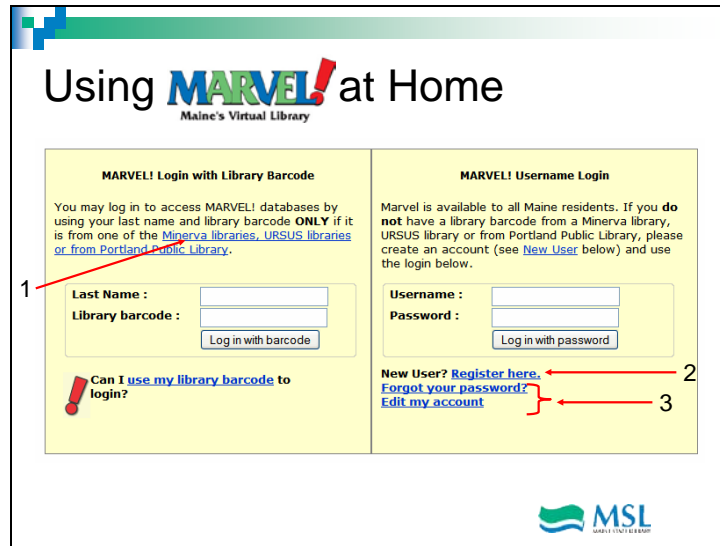 Using MARVEL! at Home
Maine's Virtual Library
MARVEL! Login with Library Barcode
You may log in to access MARVEL! databases by
using your last name and library barcode ONLY if it
is from one of the Minerva libraries, URSUS libraries
or from Portland Public Library.
1
Last Name :
Library barcode :
Log in with barcode
Can I use my library barcode to
login?
MARVEL! Username Login
Marvel is available to all Maine residents. If you do
not have a library barcode from a Minerva library,
URSUS library or from Portland Public Library, please
create an account (see New User below) and use
the login below.
Username :
Password :
Log in with password
New User? Register here.
2
Forgot your password?
Edit my account
3
MSL
MAINE STATE LIBRARY